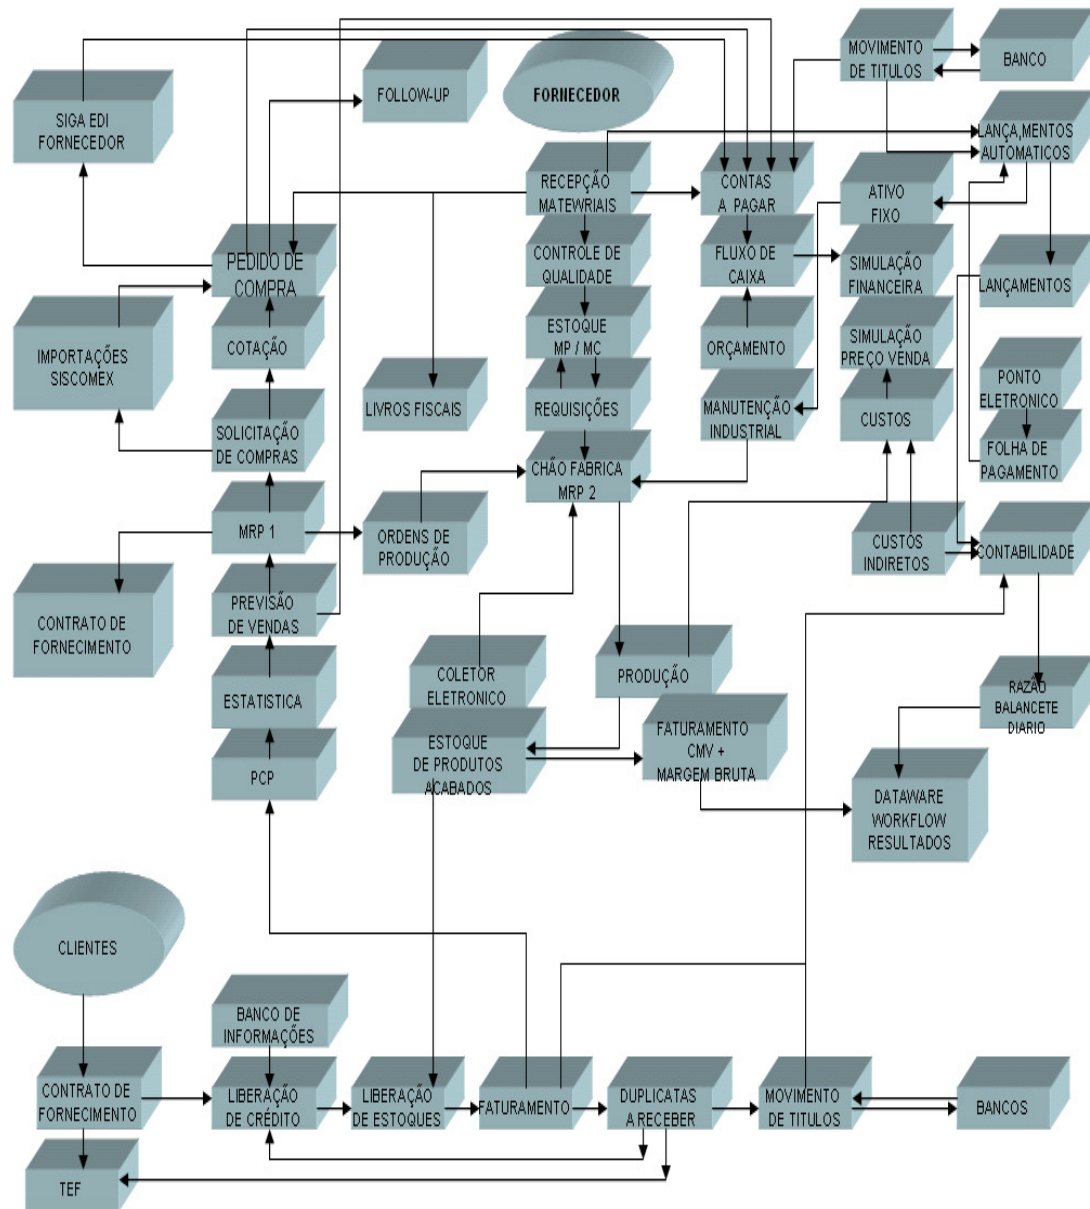 MOVIMENTO
DE TITULOS
BANCO
FOLLOW-UP
FORNECEDOR
SIGA EDI
FORNECEDOR
LANÇA,MENTOS
AUTOMATICOS
RECEPÇÃO
MATEWRIAIS
CONTAS
A PAGAR
ATIVO
FIXO
PEDIDO DE
COMPRA
CONTROLE DE
QUALIDADE
FLUXO DE
CAIXA
SIMULAÇÃO
FINANCEIRA
LANÇAMENTOS
IMPORTAÇÕES
SISCOMEX
COTAÇÃO
ESTOQUE
MP / MC
ORÇAMENTO
SIMULAÇÃO
PREÇO VENDA
LIVROS FISCAIS
REQUISIÇÕES
MANUTENÇÃO
INDUSTRIAL
CUSTOS
PONTO
ELETRONICO
SOLICITAÇÃO
DE COMPRAS
CHÃO FABRICA
MRP 2
FOLHA DE
PAGAMENTO
MRP 1
ORDENS DE
PRODUÇÃO
CUSTOS
INDIRETOS
CONTABILIDADE
CONTRATO DE
FORNECIMENTO
PREVISÃO
DE VENDAS
COLETOR
ELETRONICO
PRODUÇÃO
ESTATISTICA
RAZÃO
BALANCETE
DIARIO
PCP
ESTOQUE
DE PRODUTOS
ACABADOS
FATURAMENTO
CMV +
MARGEM BRUTA
DATAWARE
WORKFLOW
RESULTADOS
CLIENTES
BANCO DE
INFORMAÇÕES
CONTRATO DE
FORNECIMENTO
LIBERAÇÃO
DE CRÉDITO
LIBERAÇÃO
DE ESTOQUES
FATURAMENTO
DUPLICATAS
A RECEBER
MOVIMENTO
DE TITULOS
BANCOS
TEF